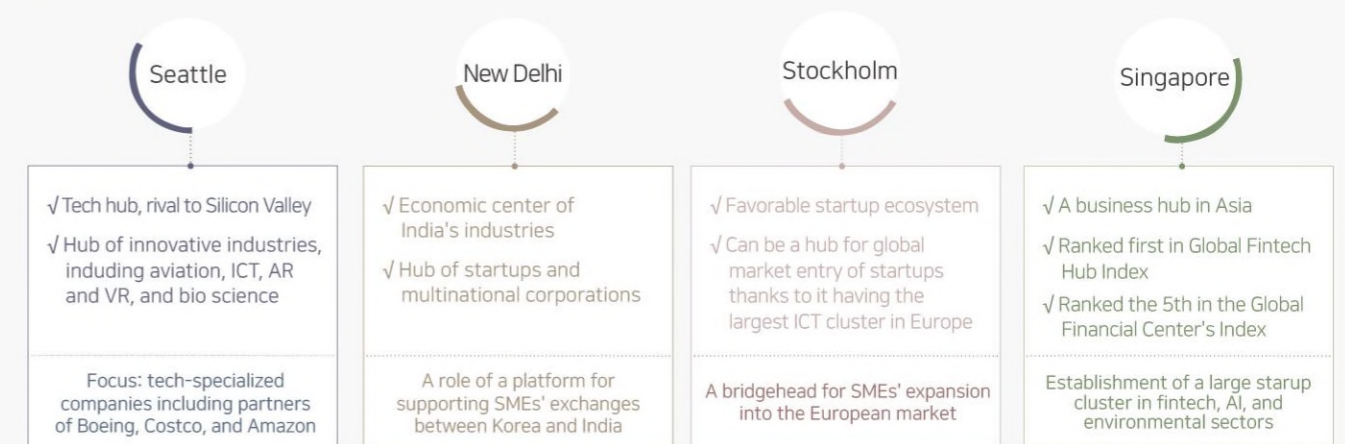 Seattle
√ Tech hub, rival to Silicon Valley
√ Hub of innovative industries,
induding aviation, ICT, AR
and VR, and bio science
Focus: tech-specialized
companies including partners
of Boeing, Costco, and Amazon
New Delhi
√ Economic center of
India's industries
√ Hub of startups and
multinational corporations
A role of a platform for
supporting SMEs' exchanges
between Korea and India
Stockholm
√ Favorable startup ecosystem
√ Can be a hub for global
market entry of startups
thanks to it having the
largest ICT cluster in Europe
A bridgehead for SMEs' expansion
into the European market
Singapore
√ A business hub in Asia
√ Ranked first in Global Fintech
Hub Index
√ Ranked the 5th in the Global
Financial Center's Index
Establishment of a large starup
cluster in fintech, AI, and
environmental sectors